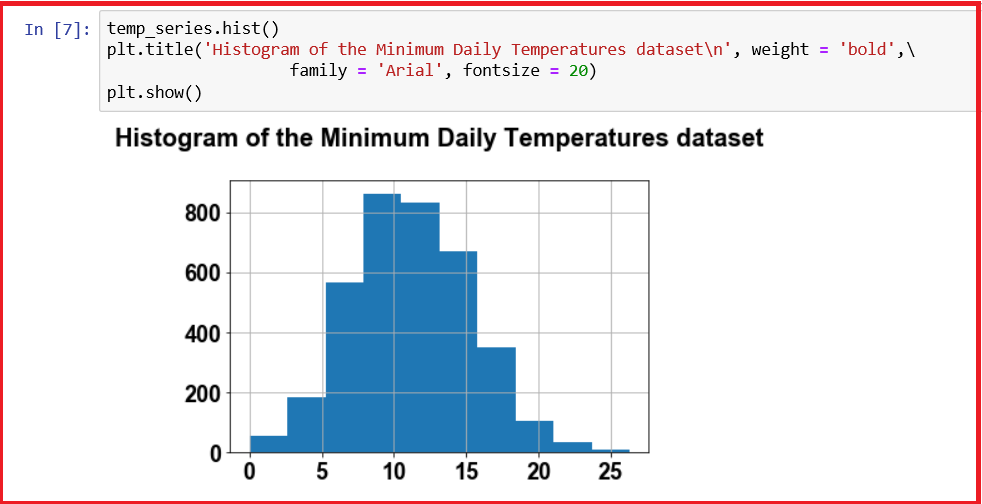 In [7]: temp_series.hist()
plt.title('Histogram of the Minimum Daily Temperatures dataset\n', weight = 'bold',\
family = 'Arial', fontsize = 20)
plt.show()
Histogram of the Minimum Daily Temperatures dataset
800
600
400
200
0
0 5 10 15 20 25